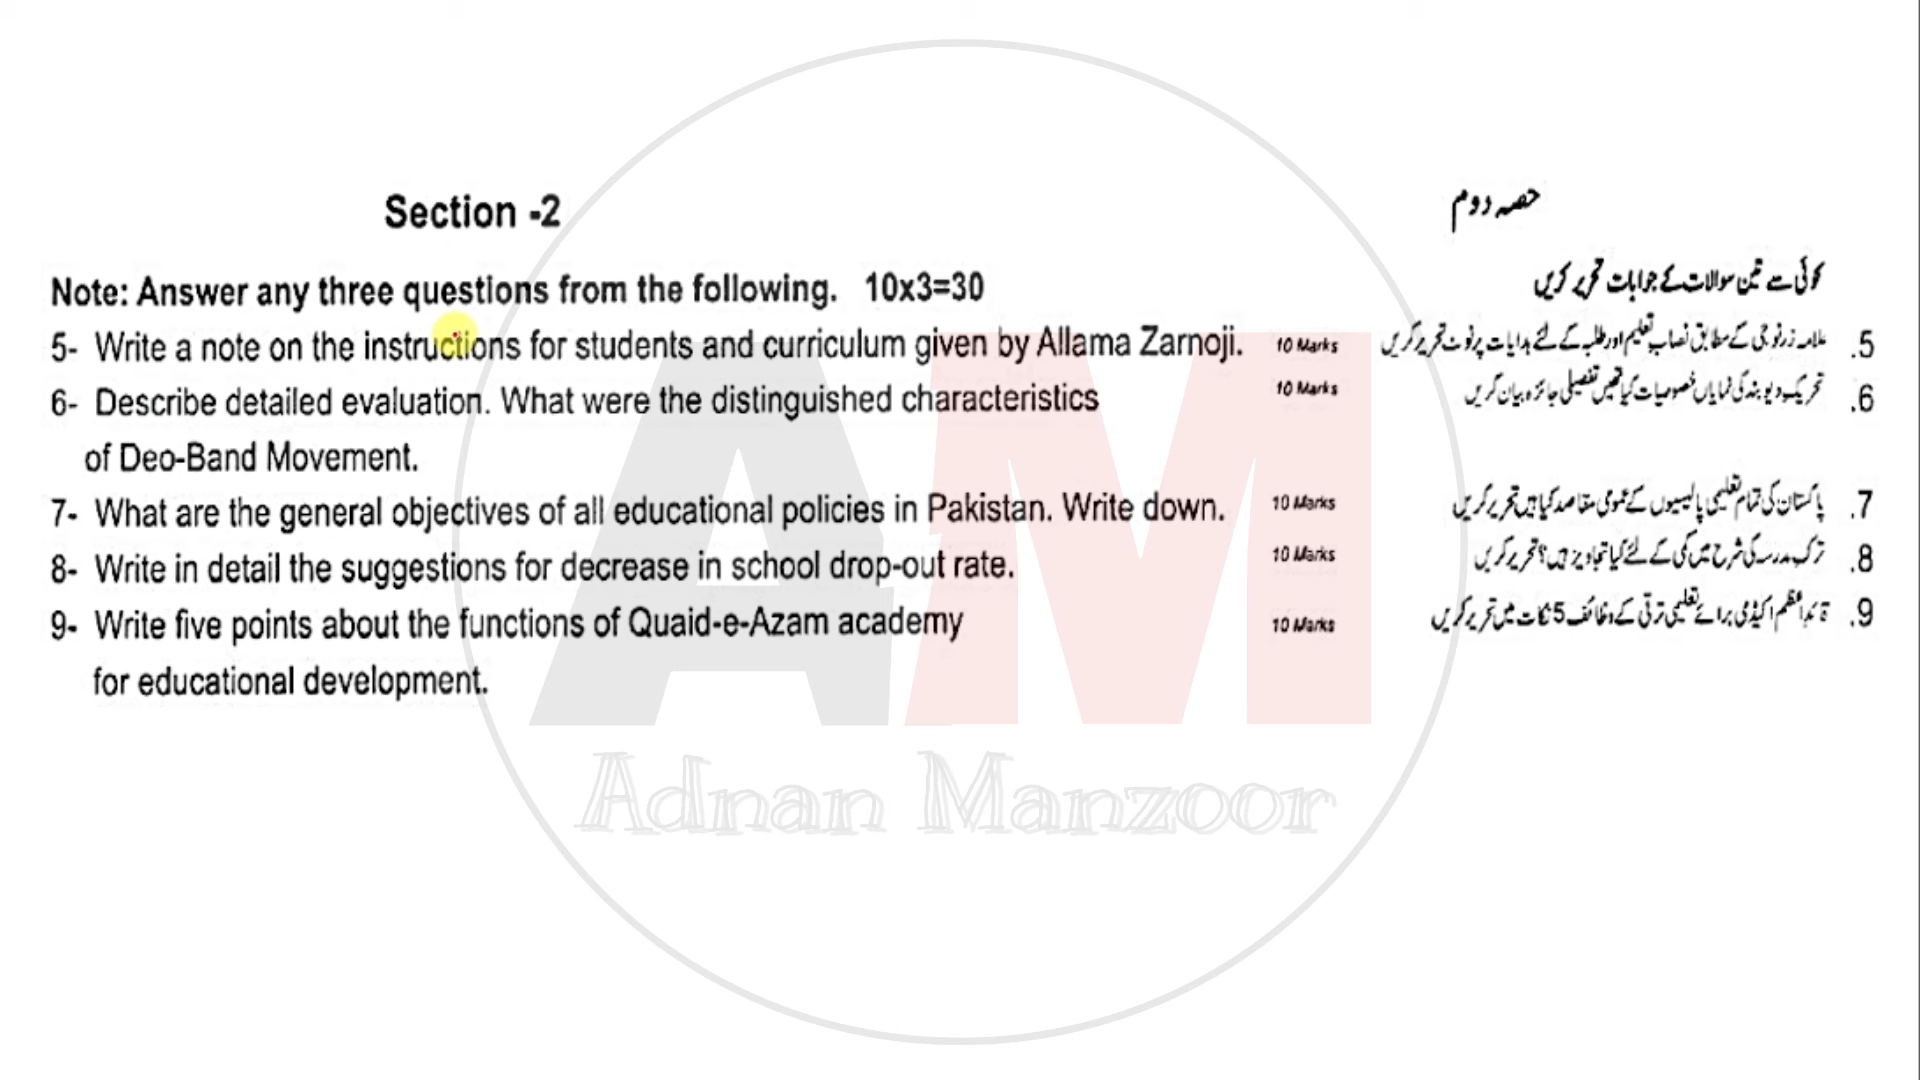 Section -2
حصہ دوم
Note: Answer any three questions from the following. 10x3=30
کوئی سے تین سوالات کے جوابات تحریر کریں
5- Write a note on the instructions for students and curriculum given by Allama Zarnoji. 10 Marks
5. علامہ زرنوجی کے مطابق نصاب تعلیم اور طلبہ کے لئے ہدایات پر نوٹ تحریر کریں
6- Describe detailed evaluation. What were the distinguished characteristics 10 Marks
6. تحریک دیوبند کی نمایاں خصوصیات کیا تھیں تفصیلی جائزہ بیان کریں
of Deo-Band Movement.
7- What are the general objectives of all educational policies in Pakistan. Write down. 10 Marks
7. پاکستان کی تمام تعلیمی پالیسیوں کے عمومی مقاصد کیا ہیں تحریر کریں
8- Write in detail the suggestions for decrease in school drop-out rate. 10 Marks
8. ترک مدرسہ کی شرح میں کمی کے لئے کیا تجاویز ہیں؟ تحریر کریں
9- Write five points about the functions of Quaid-e-Azam academy 10 Marks
9. قائداعظم اکیڈمی برائے تعلیمی ترقی کے وظائف 5 نکات میں تحریر کریں
for educational development.
AM
Adnan Manzoor